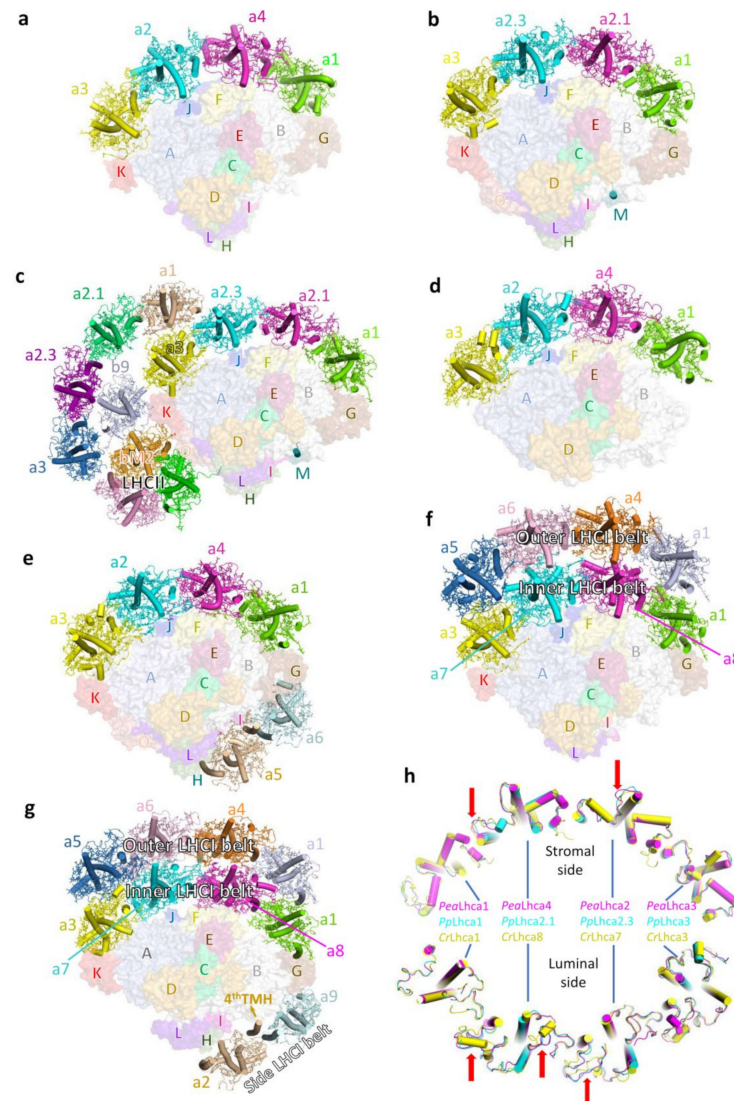 a
a2
a4
a1
a3
J
F
E
B
G
A
C
K
D
I
L
H
b
a2.3
a2.1
a1
a3
J
F
E
B
G
A
C
K
O
D
I
M
L
H
c
a1
a2.1
a2.3
a2.1
a2.3
a3
a1
b9
J
F
E
B
G
K
A
C
a3
D
bM2
LHCII
I
M
L
H
d
a2
a4
a3
a1
J
F
E
B
A
C
D
e
a2
a4
a3
a1
J
F
E
B
G
A
C
K
O
D
I
a6
L
H
a5
f
a6
a4
a5
Outer LHCI belt
a1
Inner LHCI belt
a3
a1
J
F
E
B
G
a7
a8
K
A
C
D
I
L
g
a6
a4
a5
Outer LHCI belt
a1
Inner LHCI belt
a3
a1
J
F
a7
a8
A
E
B
G
K
C
D
4thTMH
a9
I
L
H
a2
Side LHCI belt
h
Stromal
side
PeaLhca1 PeaLhca4 PeaLhca2 PeaLhca3
PpLhca1 PpLhca2.1 PpLhca2.3 PpLhca3
CrLhca1 CrLhca8 CrLhca7 CrLhca3
Luminal
side